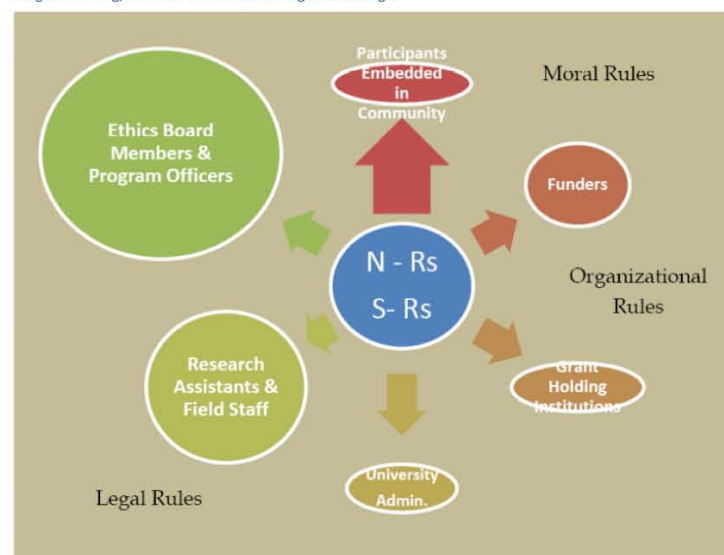 Participants
Embedded
in
Community
Moral Rules
Ethics Board
Members &
Program Officers
Funders
N - Rs
S- Rs
Organizational
Rules
Research
Assistants &
Field Staff
Grant
Holding
Institutions
University
Admin.
Legal Rules